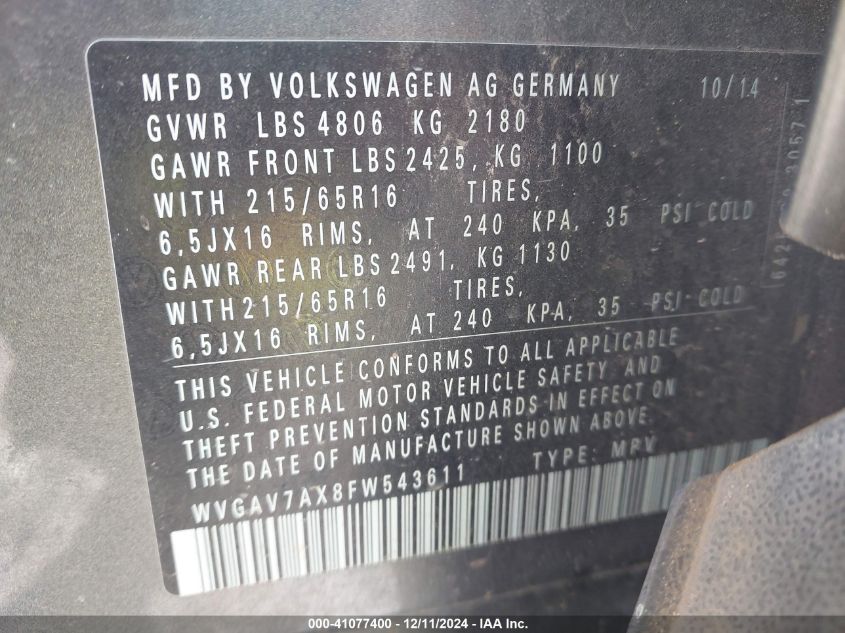 MFD BY VOLKSWAGEN AG GERMANY 10/14
GVWR LBS 4806 KG 2180
GAWR FRONT LBS 2425, KG 1100
WITH 215/65R16 TIRES,
6,5JX16 RIMS, AT 240 KPA, 35 PSI COLD
GAWR REAR LBS 2491, KG 1130
WITH 215/65R16 TIRES,
6,5JX16 RIMS, AT 240 KPA, 35 PSI COLD
THIS VEHICLE CONFORMS TO ALL APPLICABLE
U.S. FEDERAL MOTOR VEHICLE SAFETY AND
THEFT PREVENTION STANDARDS IN EFFECT ON
THE DATE OF MANUFACTURE SHOWN ABOVE.
WVGAV7AX8FW543611 TYPE: MPV
000-41077400 - 12/11/2024 - IAA Inc.